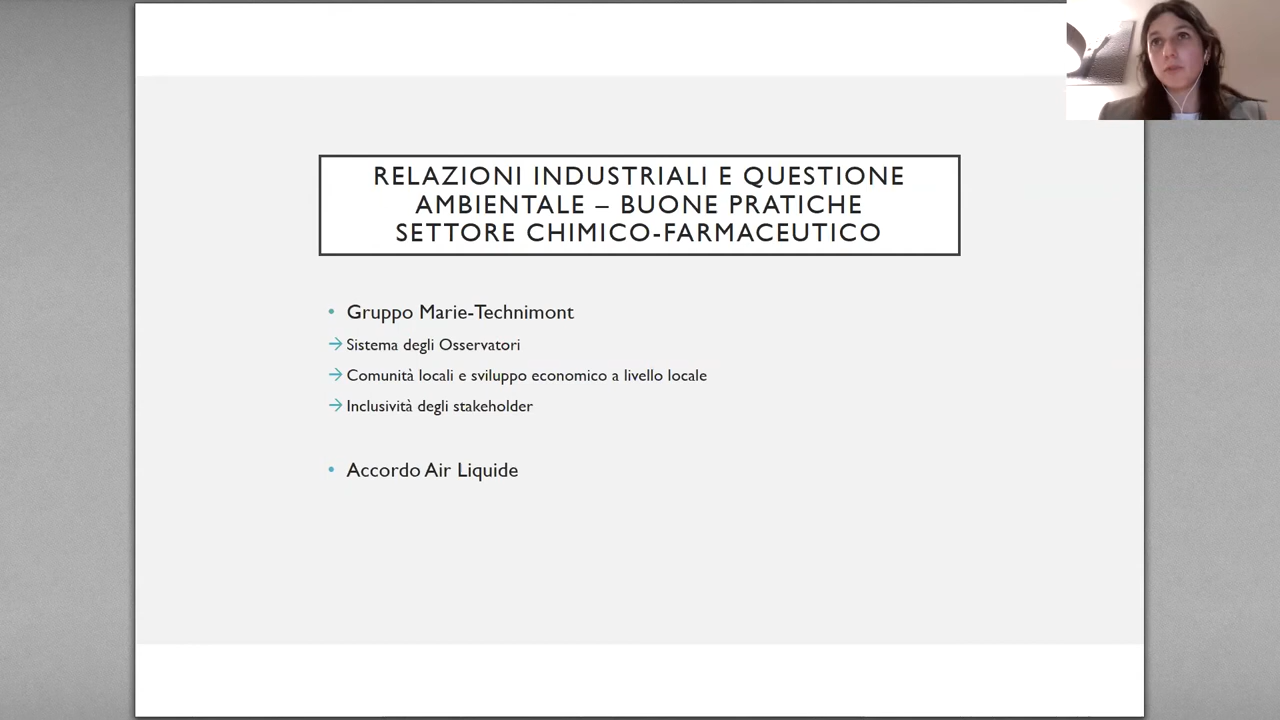 RELAZIONI INDUSTRIALI E QUESTIONE
AMBIENTALE – BUONE PRATICHE
SETTORE CHIMICO-FARMACEUTICO
• Gruppo Marie-Technimont
→ Sistema degli Osservatori
→ Comunità locali e sviluppo economico a livello locale
→ Inclusività degli stakeholder
• Accordo Air Liquide